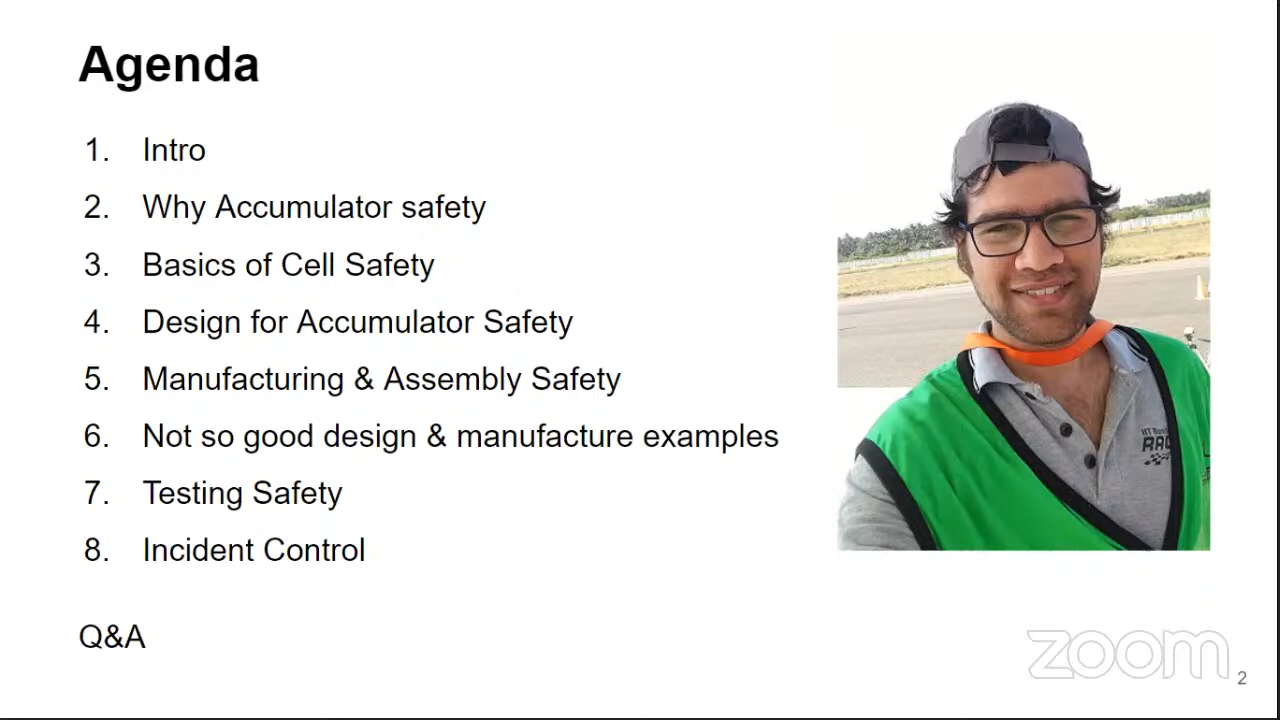 Agenda
1. Intro
2. Why Accumulator safety
3. Basics of Cell Safety
4. Design for Accumulator Safety
5. Manufacturing & Assembly Safety
6. Not so good design & manufacture examples
7. Testing Safety
8. Incident Control
Q&A
IIT
zoom
2